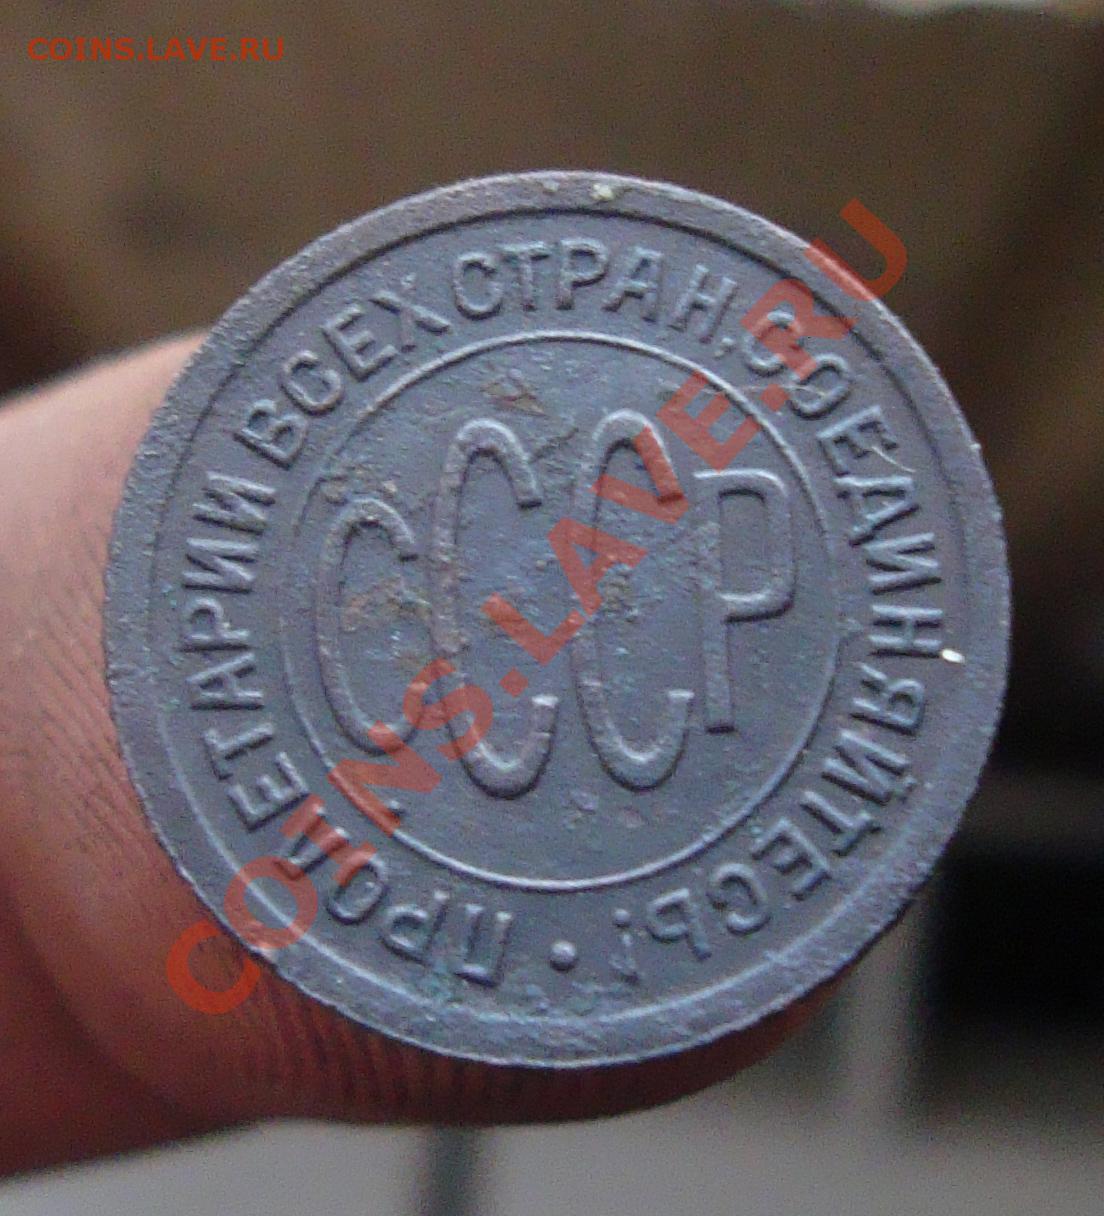 COINS.LAVE.RU
ПРОЛЕТАРИИ ВСЕХ СТРАН, СОЕДИНЯЙТЕСЬ!
СССР
COINS.LAVE.RU